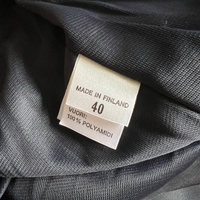 MADE IN FINLAND
40
VUORI:
100% POLYAMIDI